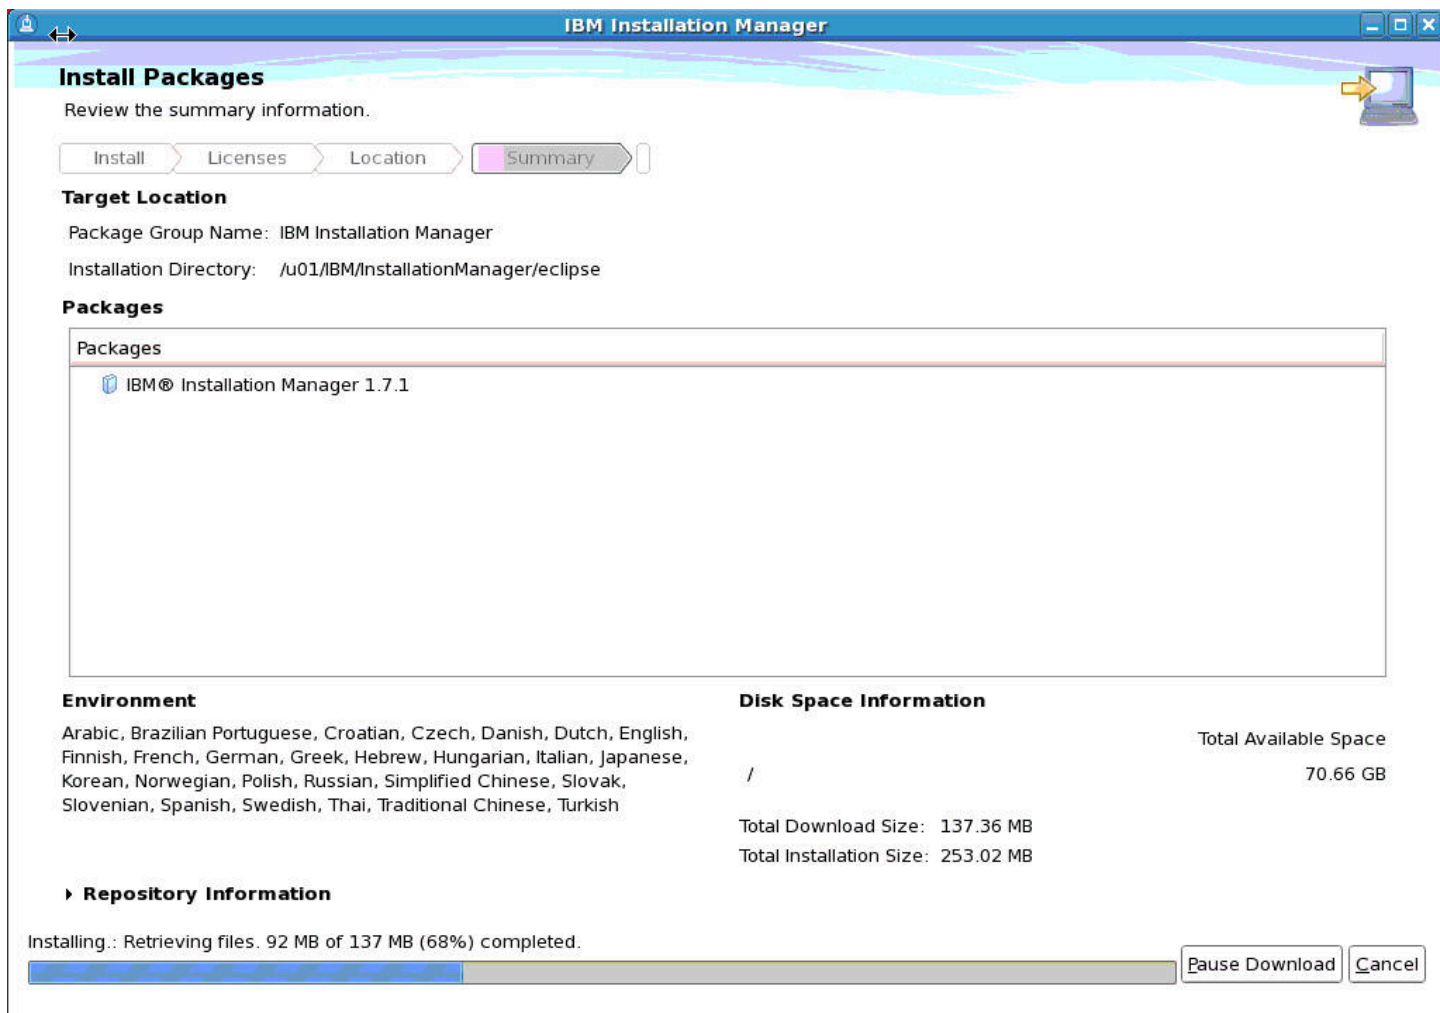 IBM Installation Manager
Install Packages
Review the summary information.
Install Licenses Location Summary
Target Location
Package Group Name: IBM Installation Manager
Installation Directory: /u01/IBM/InstallationManager/eclipse
Packages
Packages
IBM® Installation Manager 1.7.1
Environment
Arabic, Brazilian Portuguese, Croatian, Czech, Danish, Dutch, English,
Finnish, French, German, Greek, Hebrew, Hungarian, Italian, Japanese,
Korean, Norwegian, Polish, Russian, Simplified Chinese, Slovak,
Slovenian, Spanish, Swedish, Thai, Traditional Chinese, Turkish
Disk Space Information
Total Available Space
/ 70.66 GB
Total Download Size: 137.36 MB
Total Installation Size: 253.02 MB
Repository Information
Installing.: Retrieving files. 92 MB of 137 MB (68%) completed.
Pause Download Cancel